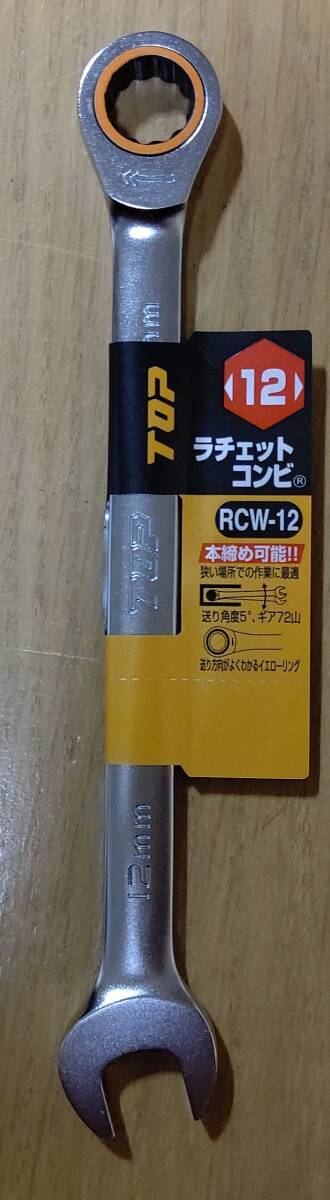 mm
TOP
12
ラチェット
コンビ®
RCW-12
本締め可能!!
狭い場所での作業に最適
送り角度5°、ギア72山
送り方向がよくわかるイエローリング
TOP
12mm